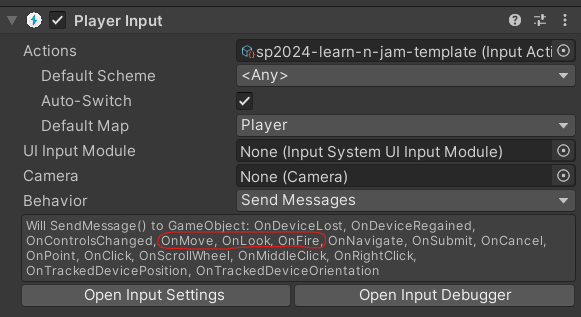 Player Input
Actions sp2024-learn-n-jam-template (Input Acti
Default Scheme <Any>
Auto-Switch
Default Map Player
UI Input Module None (Input System UI Input Module)
Camera None (Camera)
Behavior Send Messages
Will SendMessage() to GameObject: OnDeviceLost, OnDeviceRegained,
OnControlsChanged, OnMove, OnLook, OnFire, OnNavigate, OnSubmit, OnCancel,
OnPoint, OnClick, OnScrollWheel, OnMiddleClick, OnRightClick,
OnTrackedDevicePosition, OnTrackedDeviceOrientation
Open Input Settings Open Input Debugger